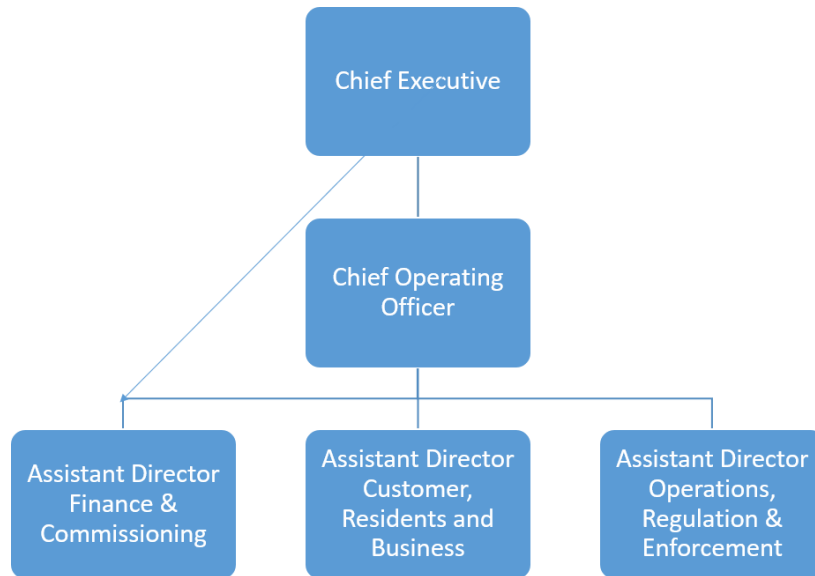 Chief Executive
Chief Operating
Officer
Assistant Director
Finance &
Commissioning
Assistant Director
Customer,
Residents and
Business
Assistant Director
Operations,
Regulation &
Enforcement